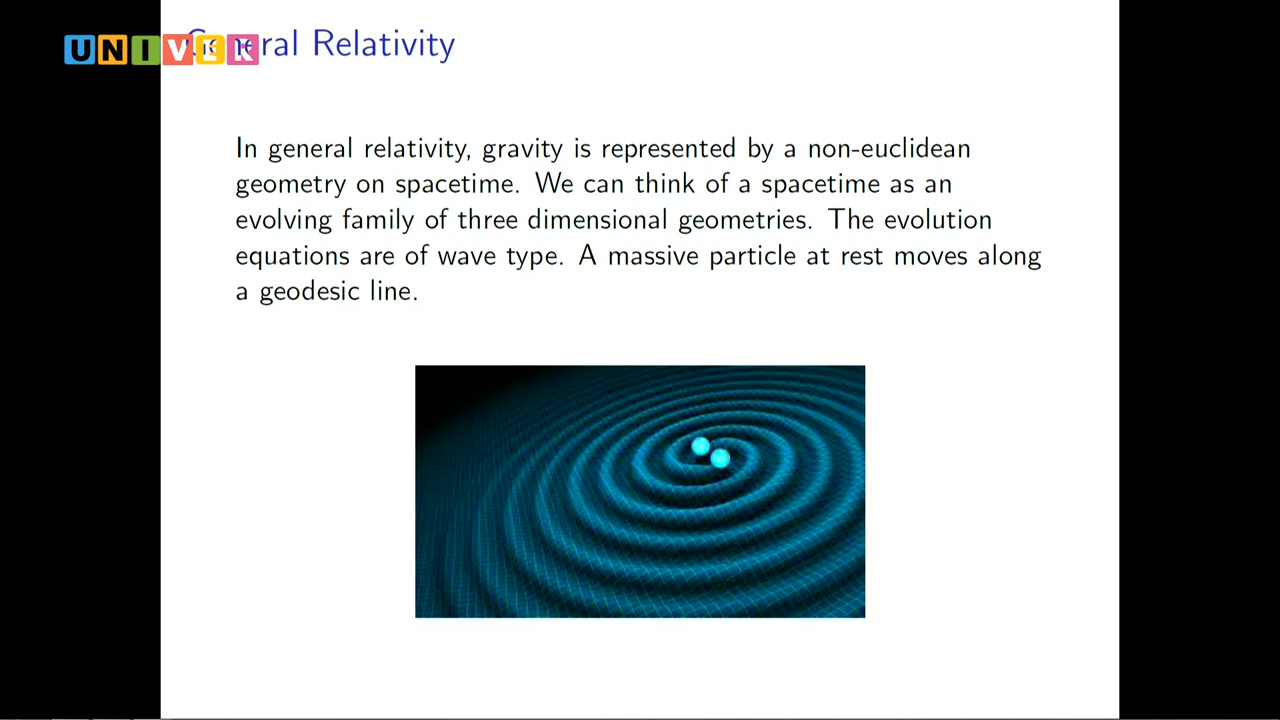 UNIVEK
General Relativity
In general relativity, gravity is represented by a non-euclidean
geometry on spacetime. We can think of a spacetime as an
evolving family of three dimensional geometries. The evolution
equations are of wave type. A massive particle at rest moves along
a geodesic line.